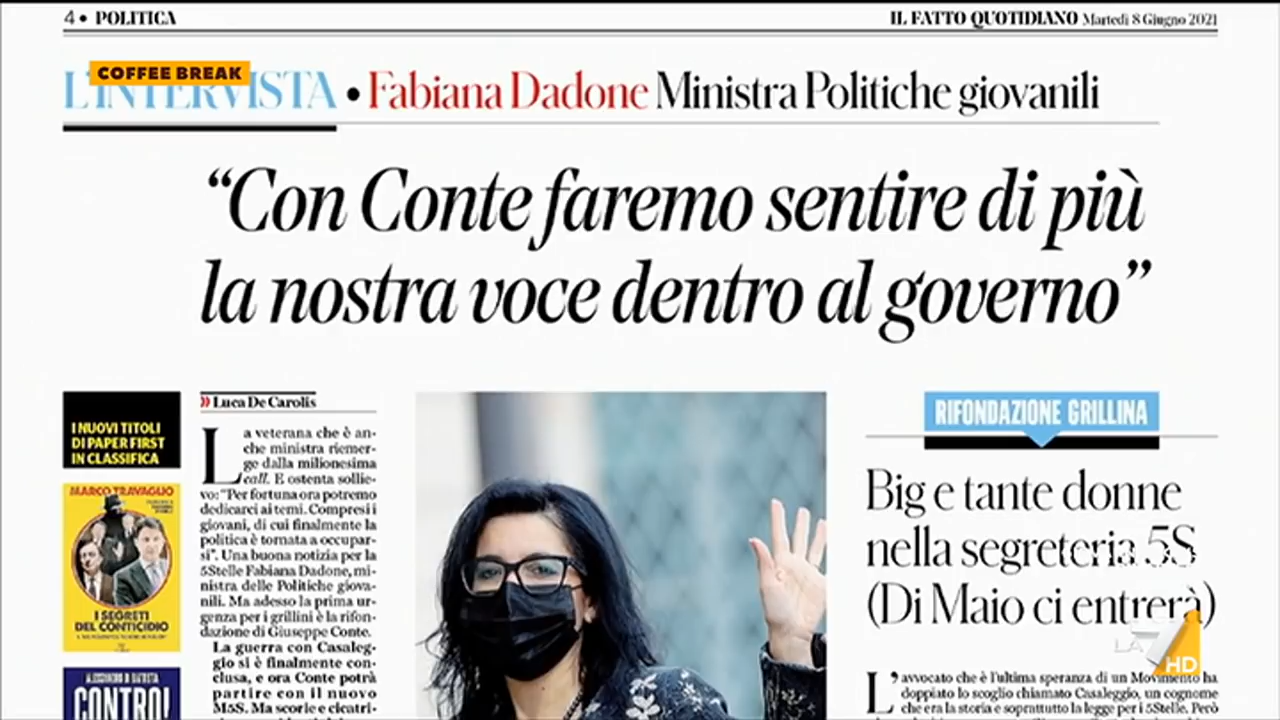 4 • POLITICA
IL FATTO QUOTIDIANO Martedì 8 Giugno 2021
COFFEE BREAK
L'INTERVISTA • Fabiana Dadone Ministra Politiche giovanili
“Con Conte faremo sentire di più
la nostra voce dentro al governo”
I NUOVI TITOLI
DI PAPER FIRST
IN CLASSIFICA
MARCO TRAVAGLIO
I SEGRETI
DEL CONTICIDIO
CONTRO!
» Luca De Carolis
La veterana che è an-
che ministra riemer-
ge dalla milionesima
call. E ostenta sollie-
vo: “Per fortuna ora potremo
dedicarci ai temi. Compresi i
giovani, di cui finalmente la
politica è tornata a occupar-
si”. Una buona notizia per la
5Stelle Fabiana Dadone, mi-
nistra delle Politiche giova-
nili. Ma adesso la prima ur-
genza per i grillini è la rifon-
dazione di Giuseppe Conte.
La guerra con Casaleg-
gio si è finalmente con-
clusa, e ora Conte potrà
partire con il nuovo
M5S. Ma scorie e cicatri-
RIFONDAZIONE GRILLINA
Big e tante donne
nella segreteria 5S
(Di Maio ci entrerà)
L'avvocato che è l'ultima speranza di un Movimento ha
doppiato lo scoglio chiamato Casaleggio, un cognome
che era la storia e soprattutto la legge per i 5Stelle. Però
LA7 HD